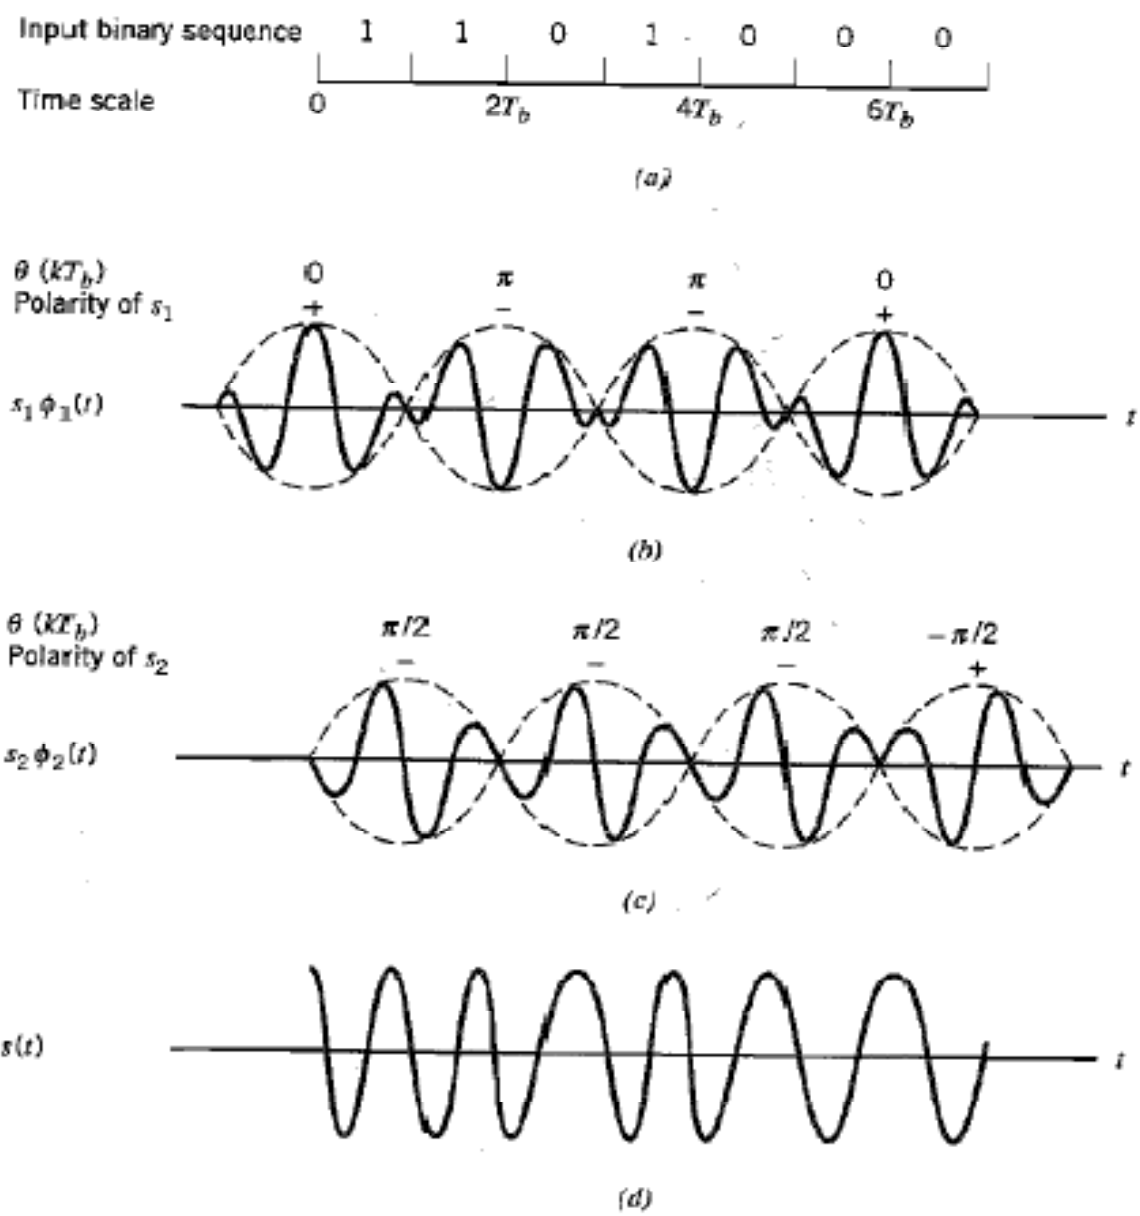 Input binary sequence 1 1 0 1 0 0 0
Time scale 0 2T_b 4T_b 6T_b
(a)
θ (kT_b) 0 π π 0
Polarity of s_1 + − − +
s_1 ϕ_1(t) t
(b)
θ (kT_b) π/2 π/2 π/2 −π/2
Polarity of s_2 − − − +
s_2 ϕ_2(t) t
(c)
s(t) t
(d)